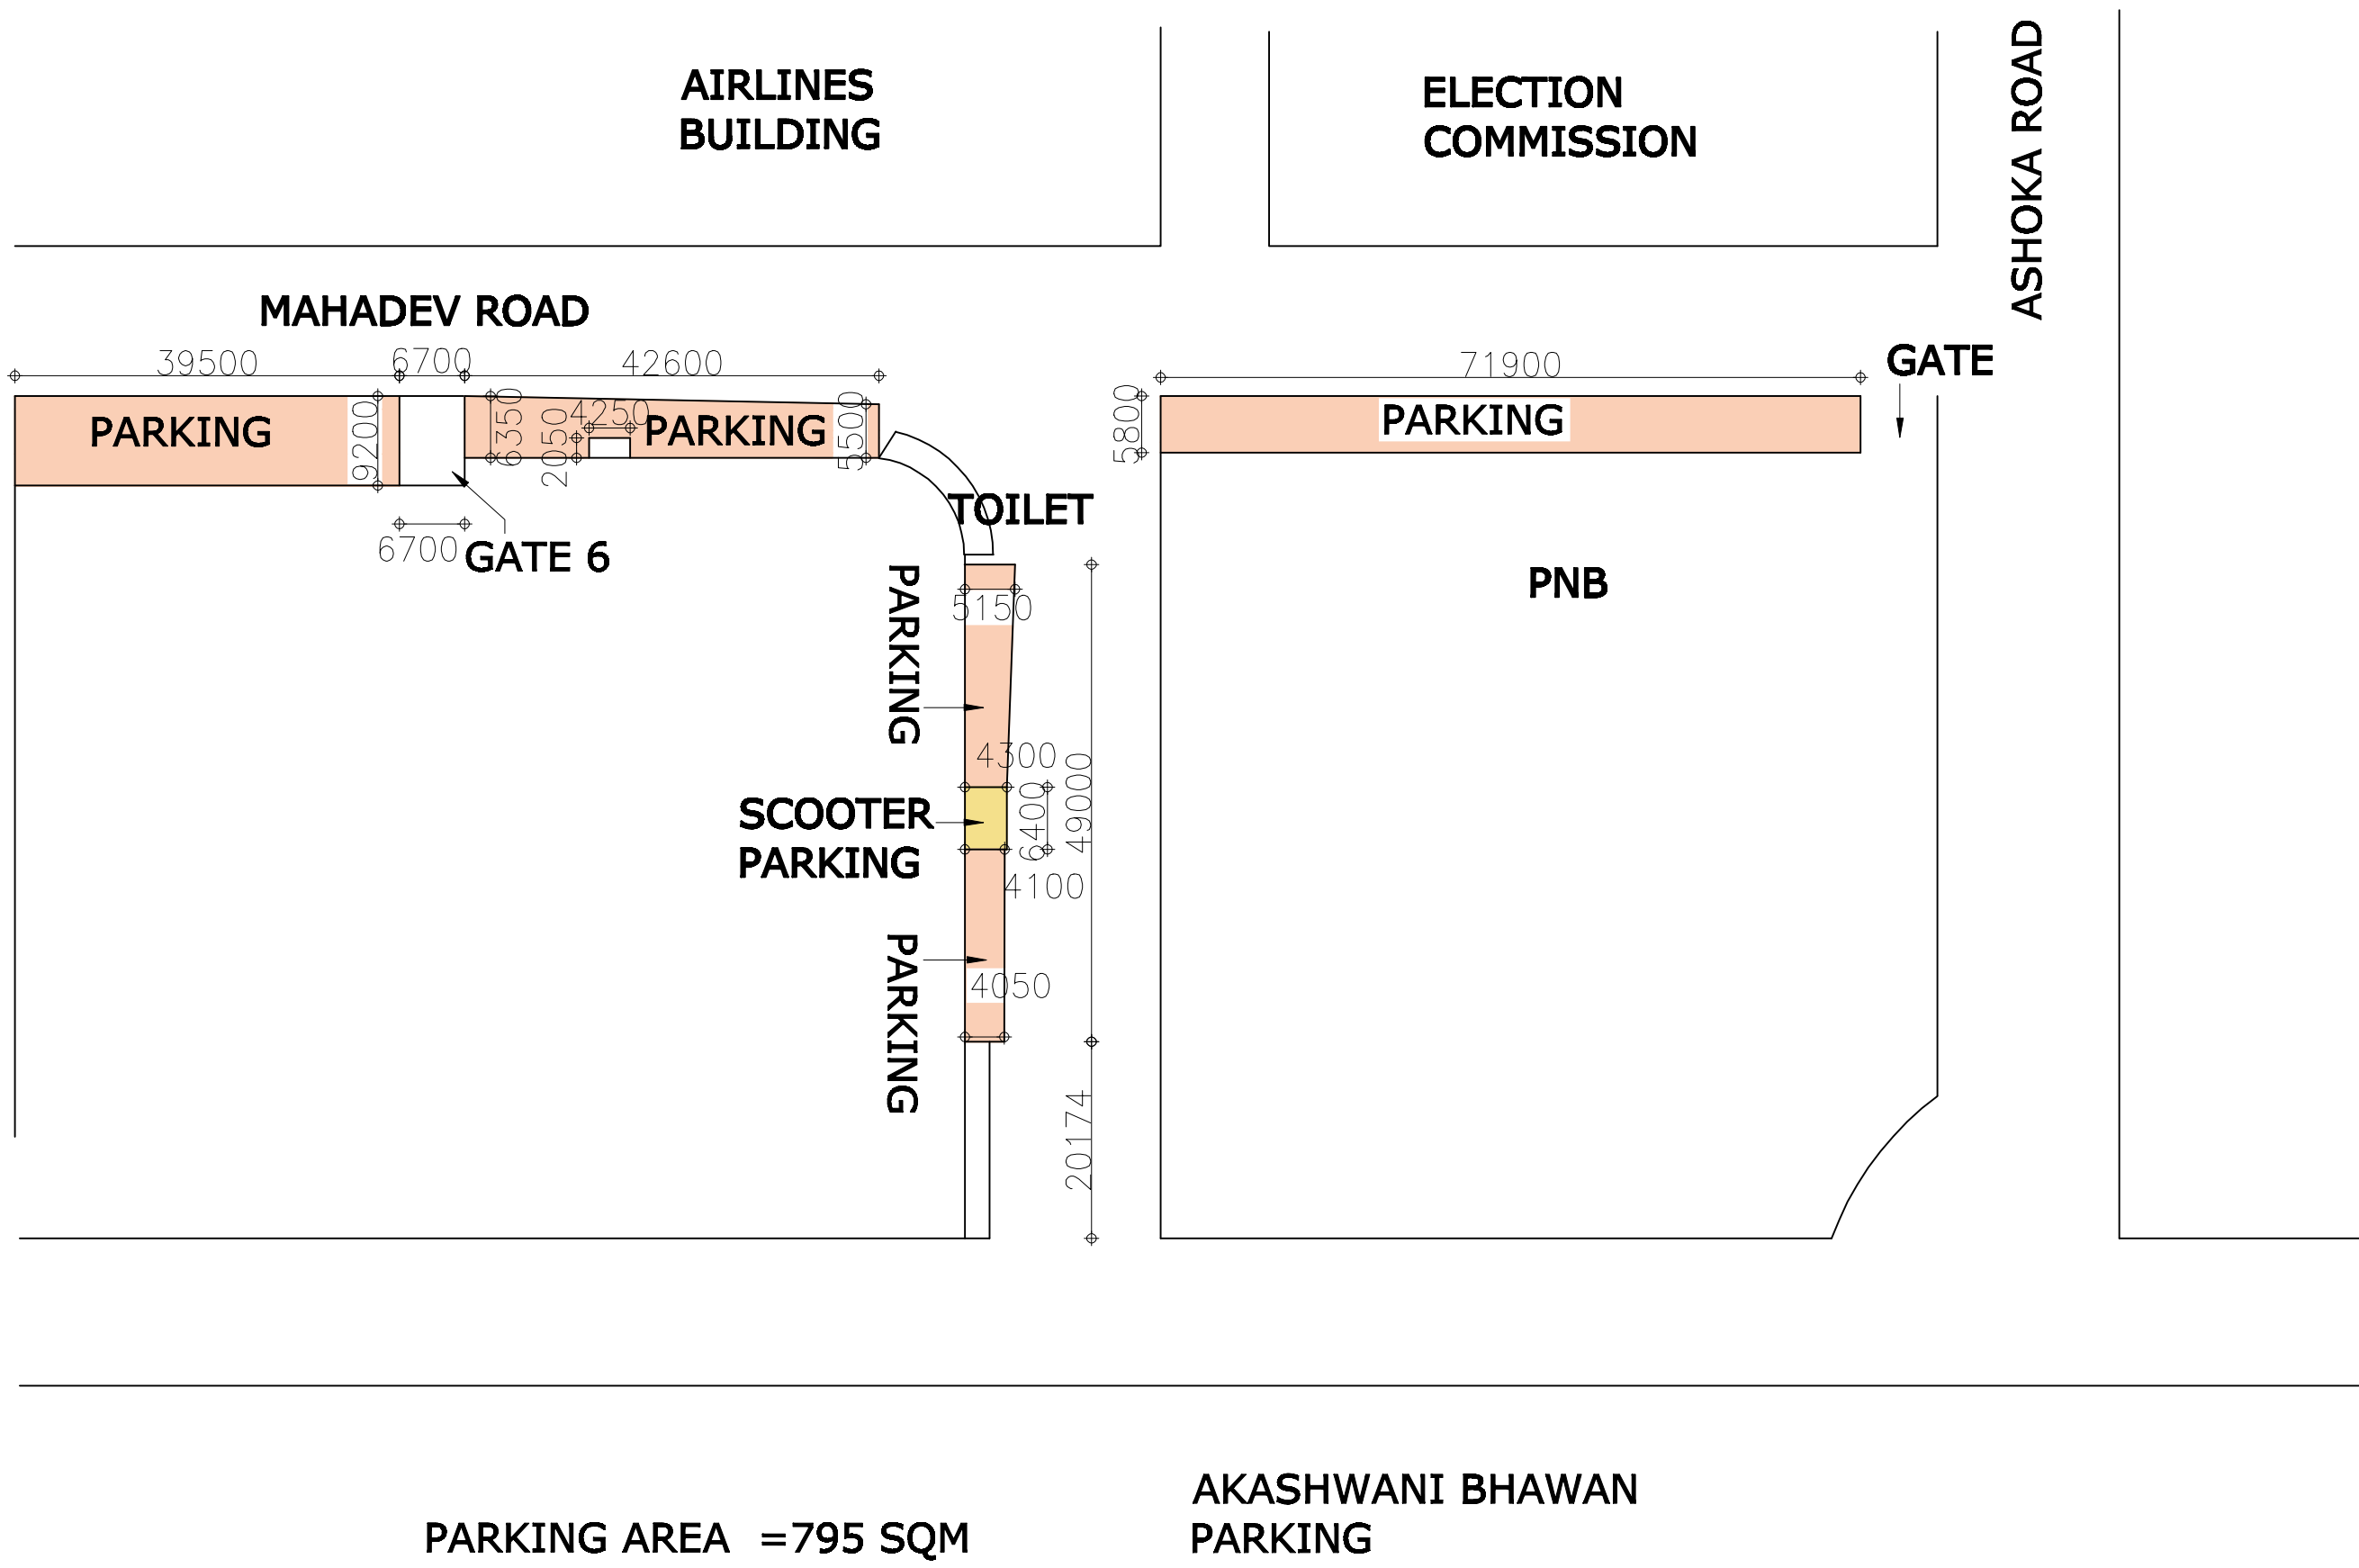 AIRLINES
BUILDING
ELECTION
COMMISSION
ASHOKA ROAD
MAHADEV ROAD
39500
6700
42600
71900
GATE
PARKING
9200
6350
2050
4250
PARKING
5500
5800
PARKING
6700
GATE 6
TOILET
PNB
PARKING
5150
4300
SCOOTER
PARKING
6400
49000
4100
PARKING
4050
20174
AKASHWANI BHAWAN
PARKING
PARKING AREA =795 SQM